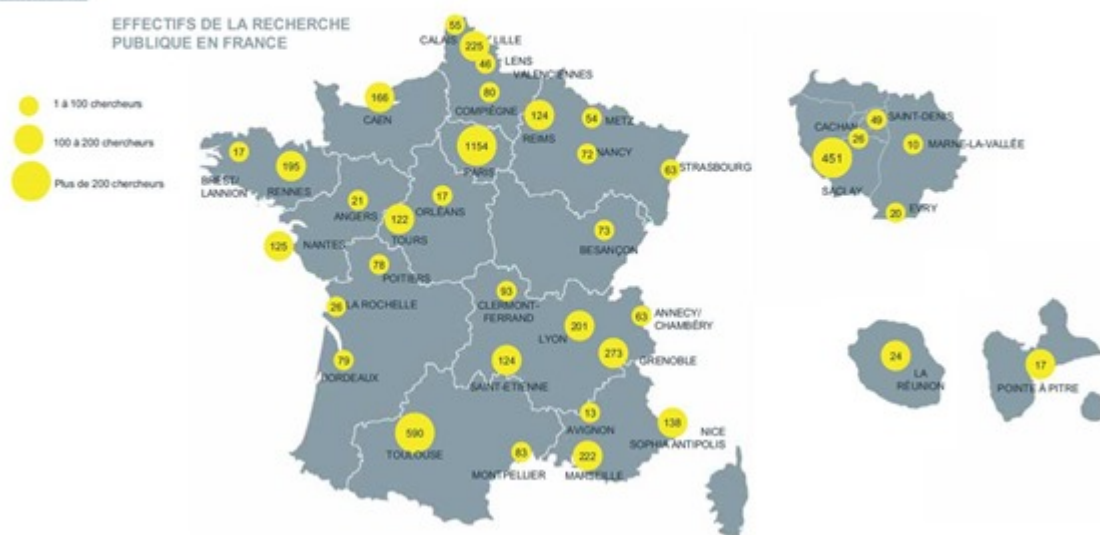 EFFECTIFS DE LA RECHERCHE
PUBLIQUE EN FRANCE
1 à 100 chercheurs
100 à 200 chercheurs
Plus de 200 chercheurs
55
CALAIS
225
LILLE
46
LENS
VALENCIENNES
80
COMPIÈGNE
166
CAEN
124
REIMS
54
METZ
72
NANCY
63
STRASBOURG
1154
PARIS
17
BREST/
LANNION
195
RENNES
21
ANGERS
17
ORLÉANS
122
TOURS
125
NANTES
73
BESANÇON
78
POITIERS
93
CLERMONT-
FERRAND
26
LA ROCHELLE
201
LYON
63
ANNECY/
CHAMBÉRY
273
GRENOBLE
124
SAINT-ETIENNE
79
BORDEAUX
590
TOULOUSE
13
AVIGNON
138
NICE
SOPHIA ANTIPOLIS
83
MONTPELLIER
222
MARSEILLE
49
SAINT-DENIS
CACHAN
26
10
MARNE-LA-VALLÉE
451
SACLAY
20
EVRY
24
LA
RÉUNION
17
POINTE À PITRE